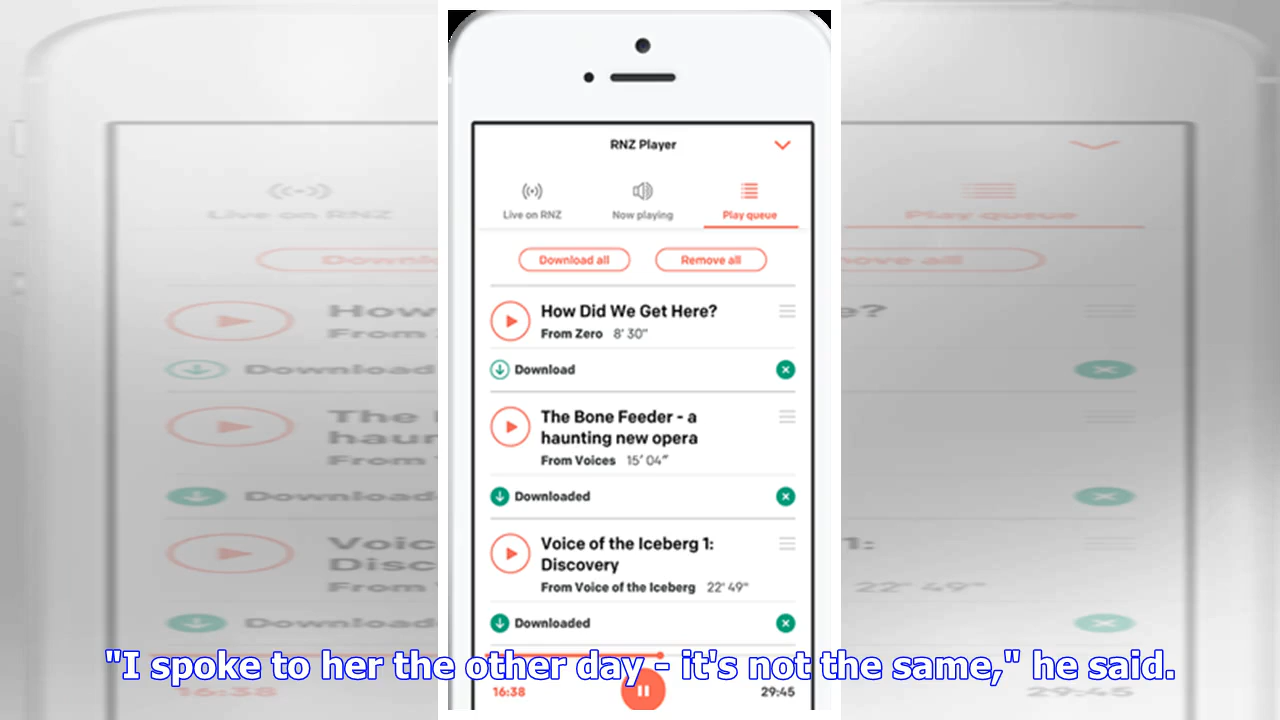 RNZ Player
Live on RNZ Now playing Play queue
Download all Remove all
How Did We Get Here?
From Zero 8' 30"
Download
The Bone Feeder - a
haunting new opera
From Voices 15' 04"
Downloaded
Voice of the Iceberg 1:
Discovery
From Voice of the Iceberg 22' 49"
Downloaded
"I spoke to her the other day - it's not the same," he said.
16:38 29:45